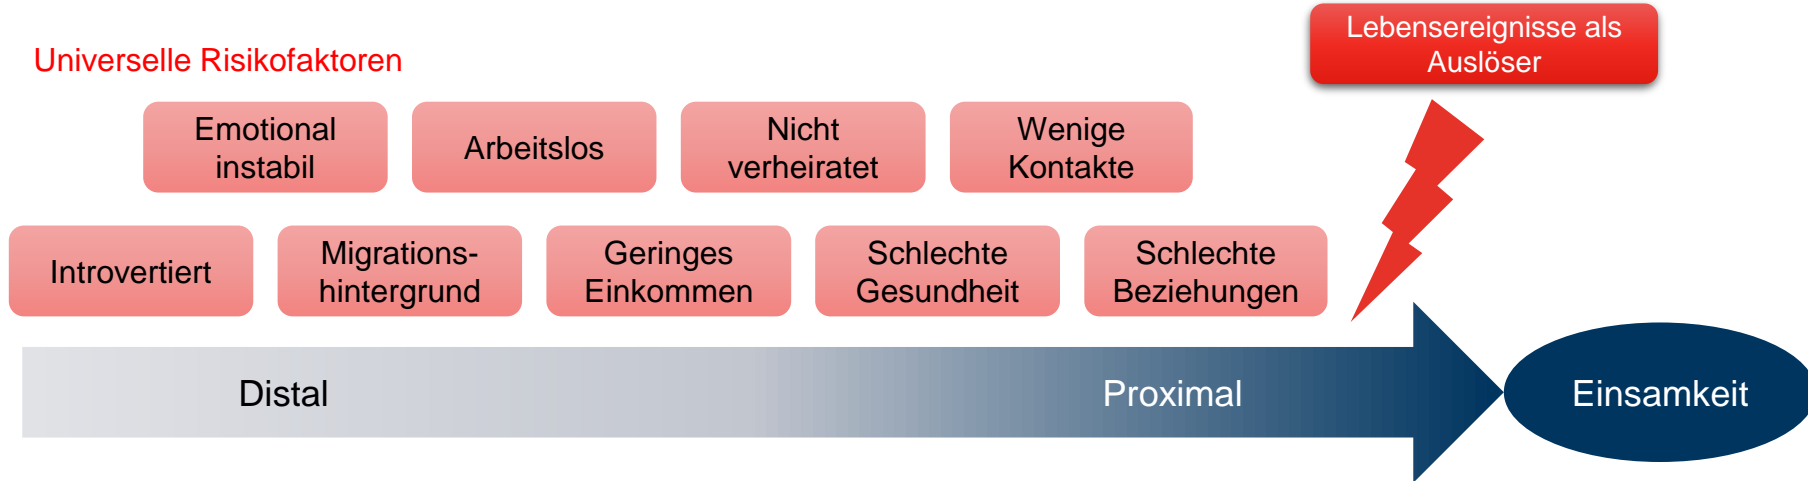 Universelle Risikofaktoren
Lebensereignisse als
Auslöser
Emotional
instabil
Arbeitslos
Nicht
verheiratet
Wenige
Kontakte
Introvertiert
Migrations-
hintergrund
Geringes
Einkommen
Schlechte
Gesundheit
Schlechte
Beziehungen
Distal
Proximal
Einsamkeit